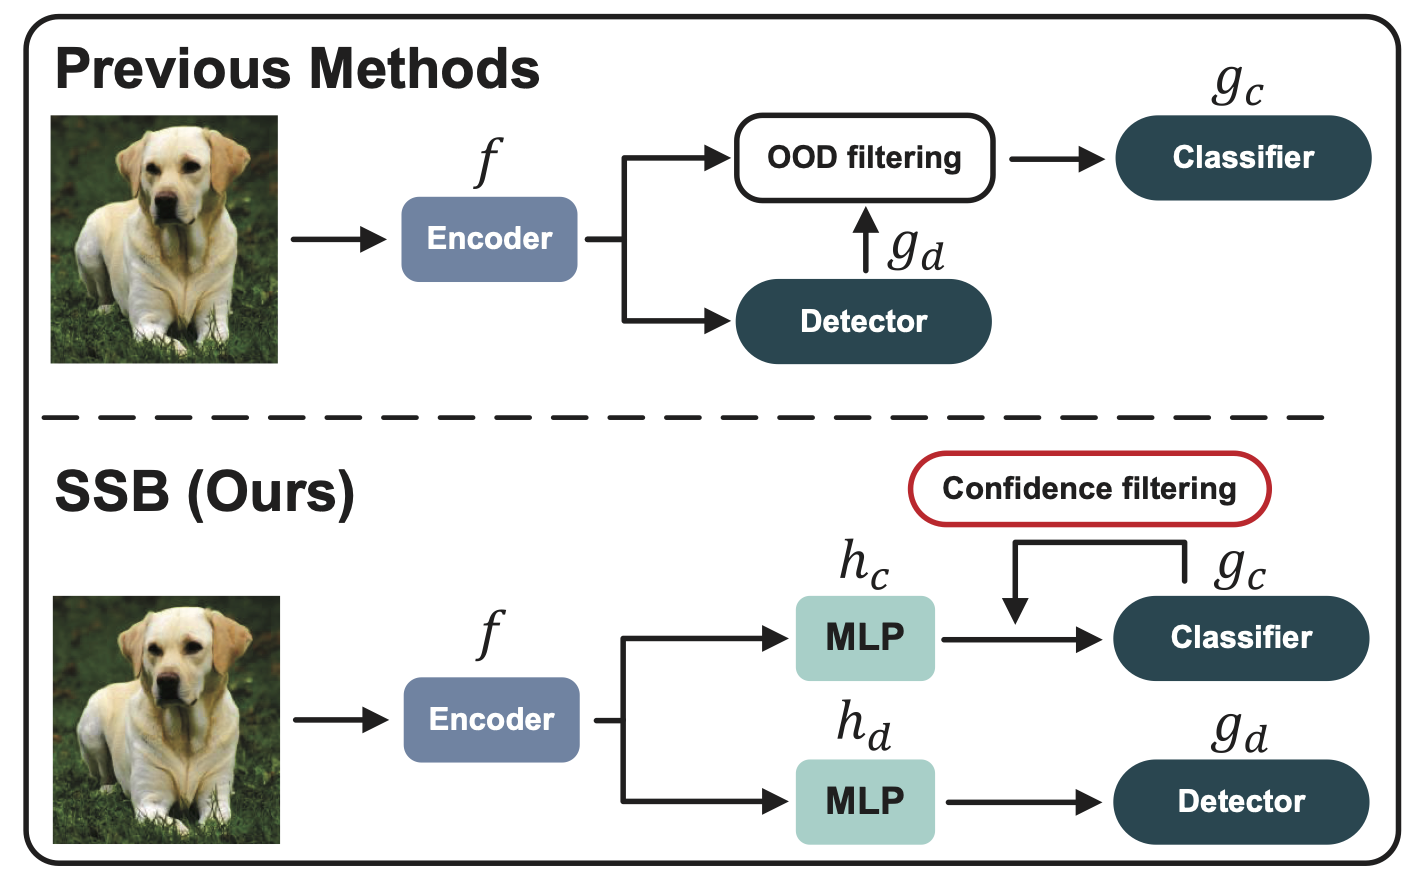 Previous Methods
g_c
f
OOD filtering
Classifier
Encoder
g_d
Detector
SSB (Ours)
Confidence filtering
h_c
g_c
f
MLP
Classifier
Encoder
h_d
g_d
MLP
Detector